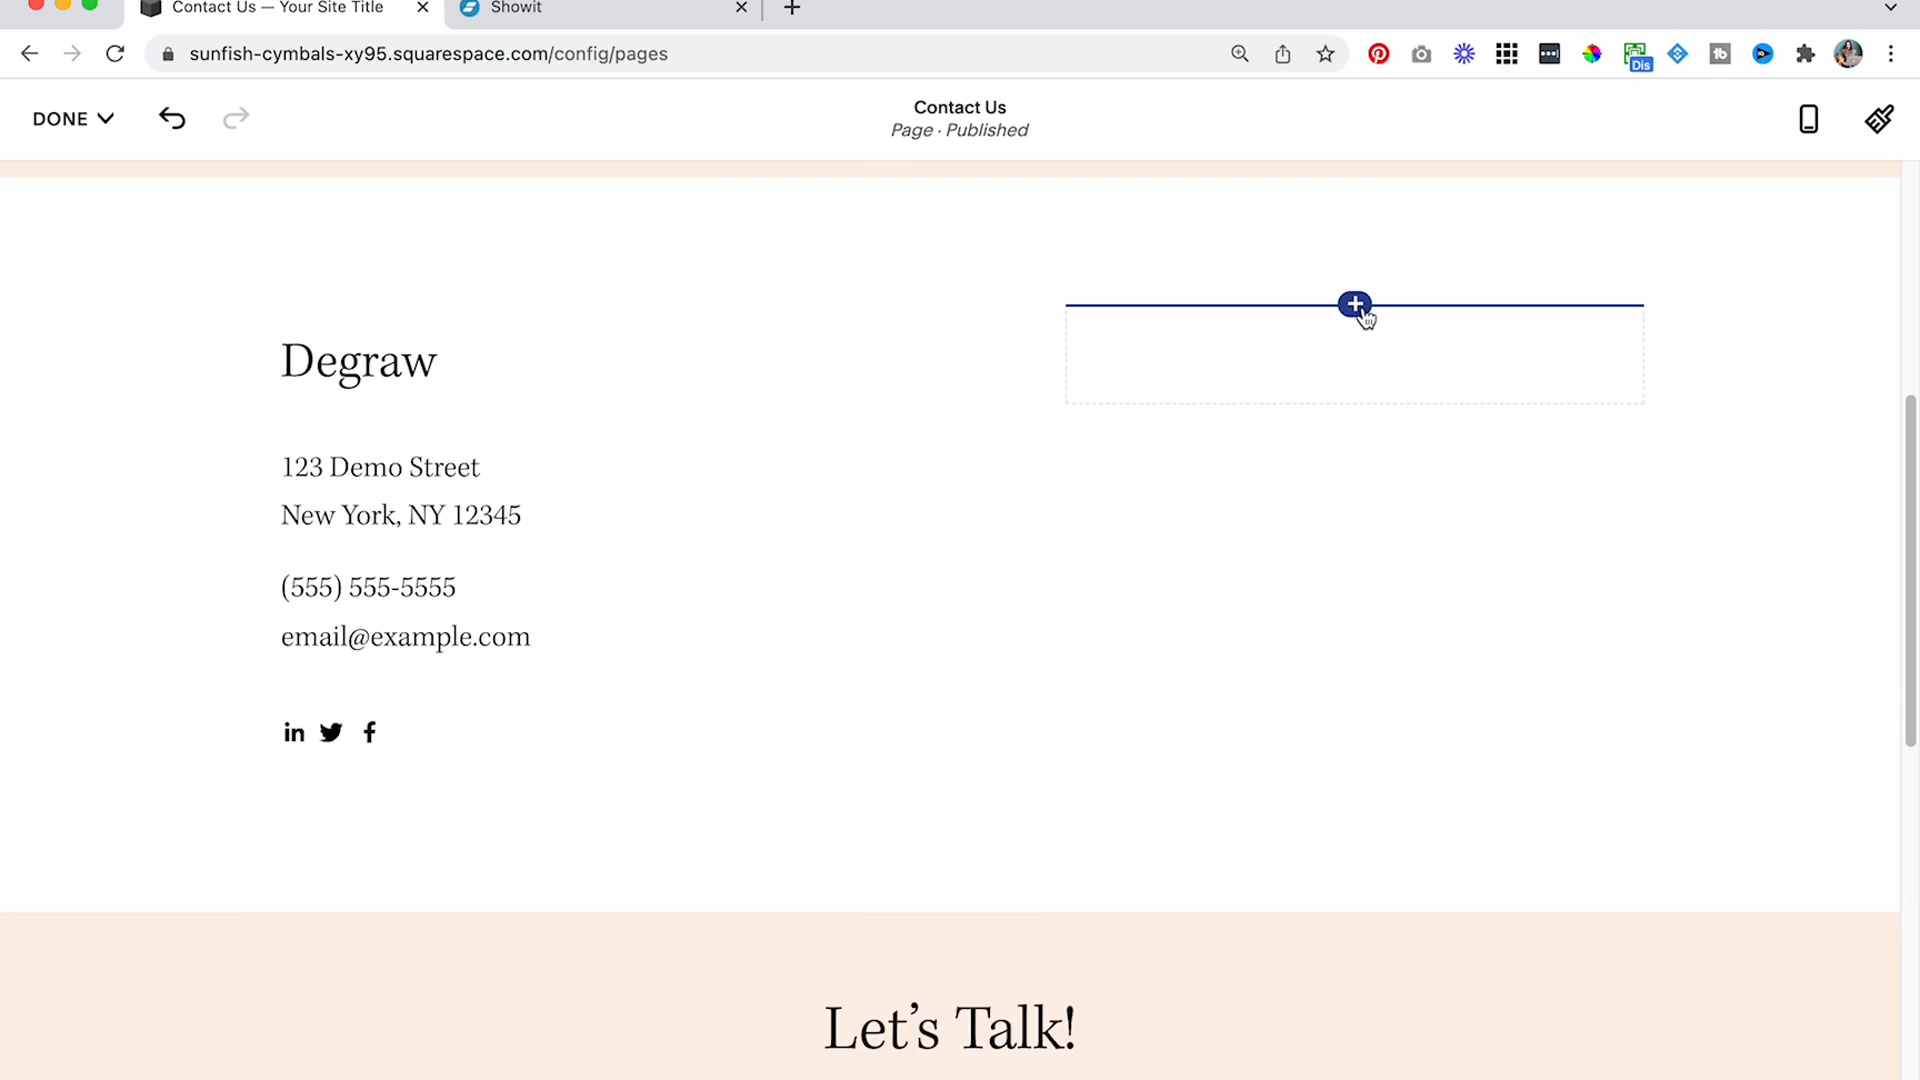 Contact Us — Your Site Title
Showit
sunfish-cymbals-xy95.squarespace.com/config/pages
Dis
DONE
Contact Us
Page · Published
Degraw
123 Demo Street
New York, NY 12345
(555) 555-5555
email@example.com
in
Let’s Talk!